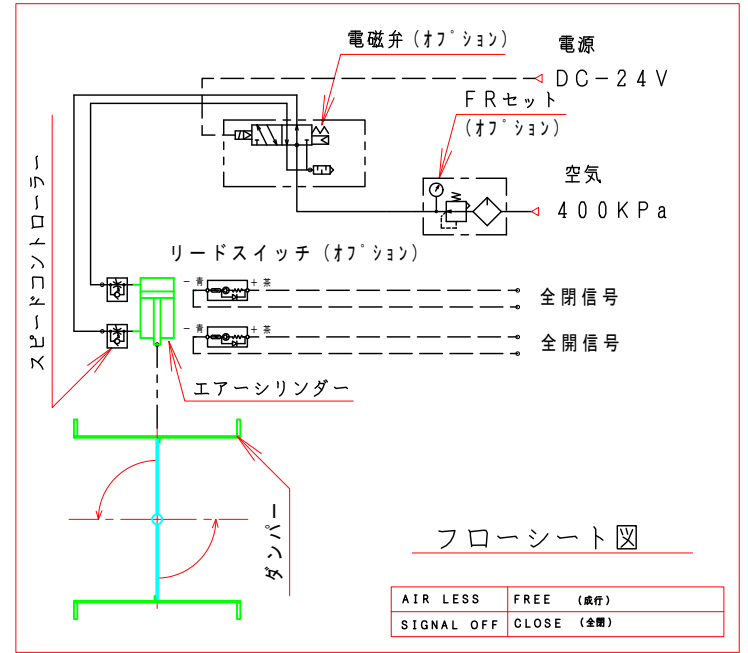 電磁弁 (オプション)
電源
DC-24V
FRセット
(オプション)
空気
400KPa
スピードコントローラー
リードスイッチ (オプション)
- 青
+ 茶
全閉信号
- 青
+ 茶
全開信号
エアーシリンダー
ダンパー
フローシート図
AIR LESS FREE (成行)
SIGNAL OFF CLOSE (全閉)